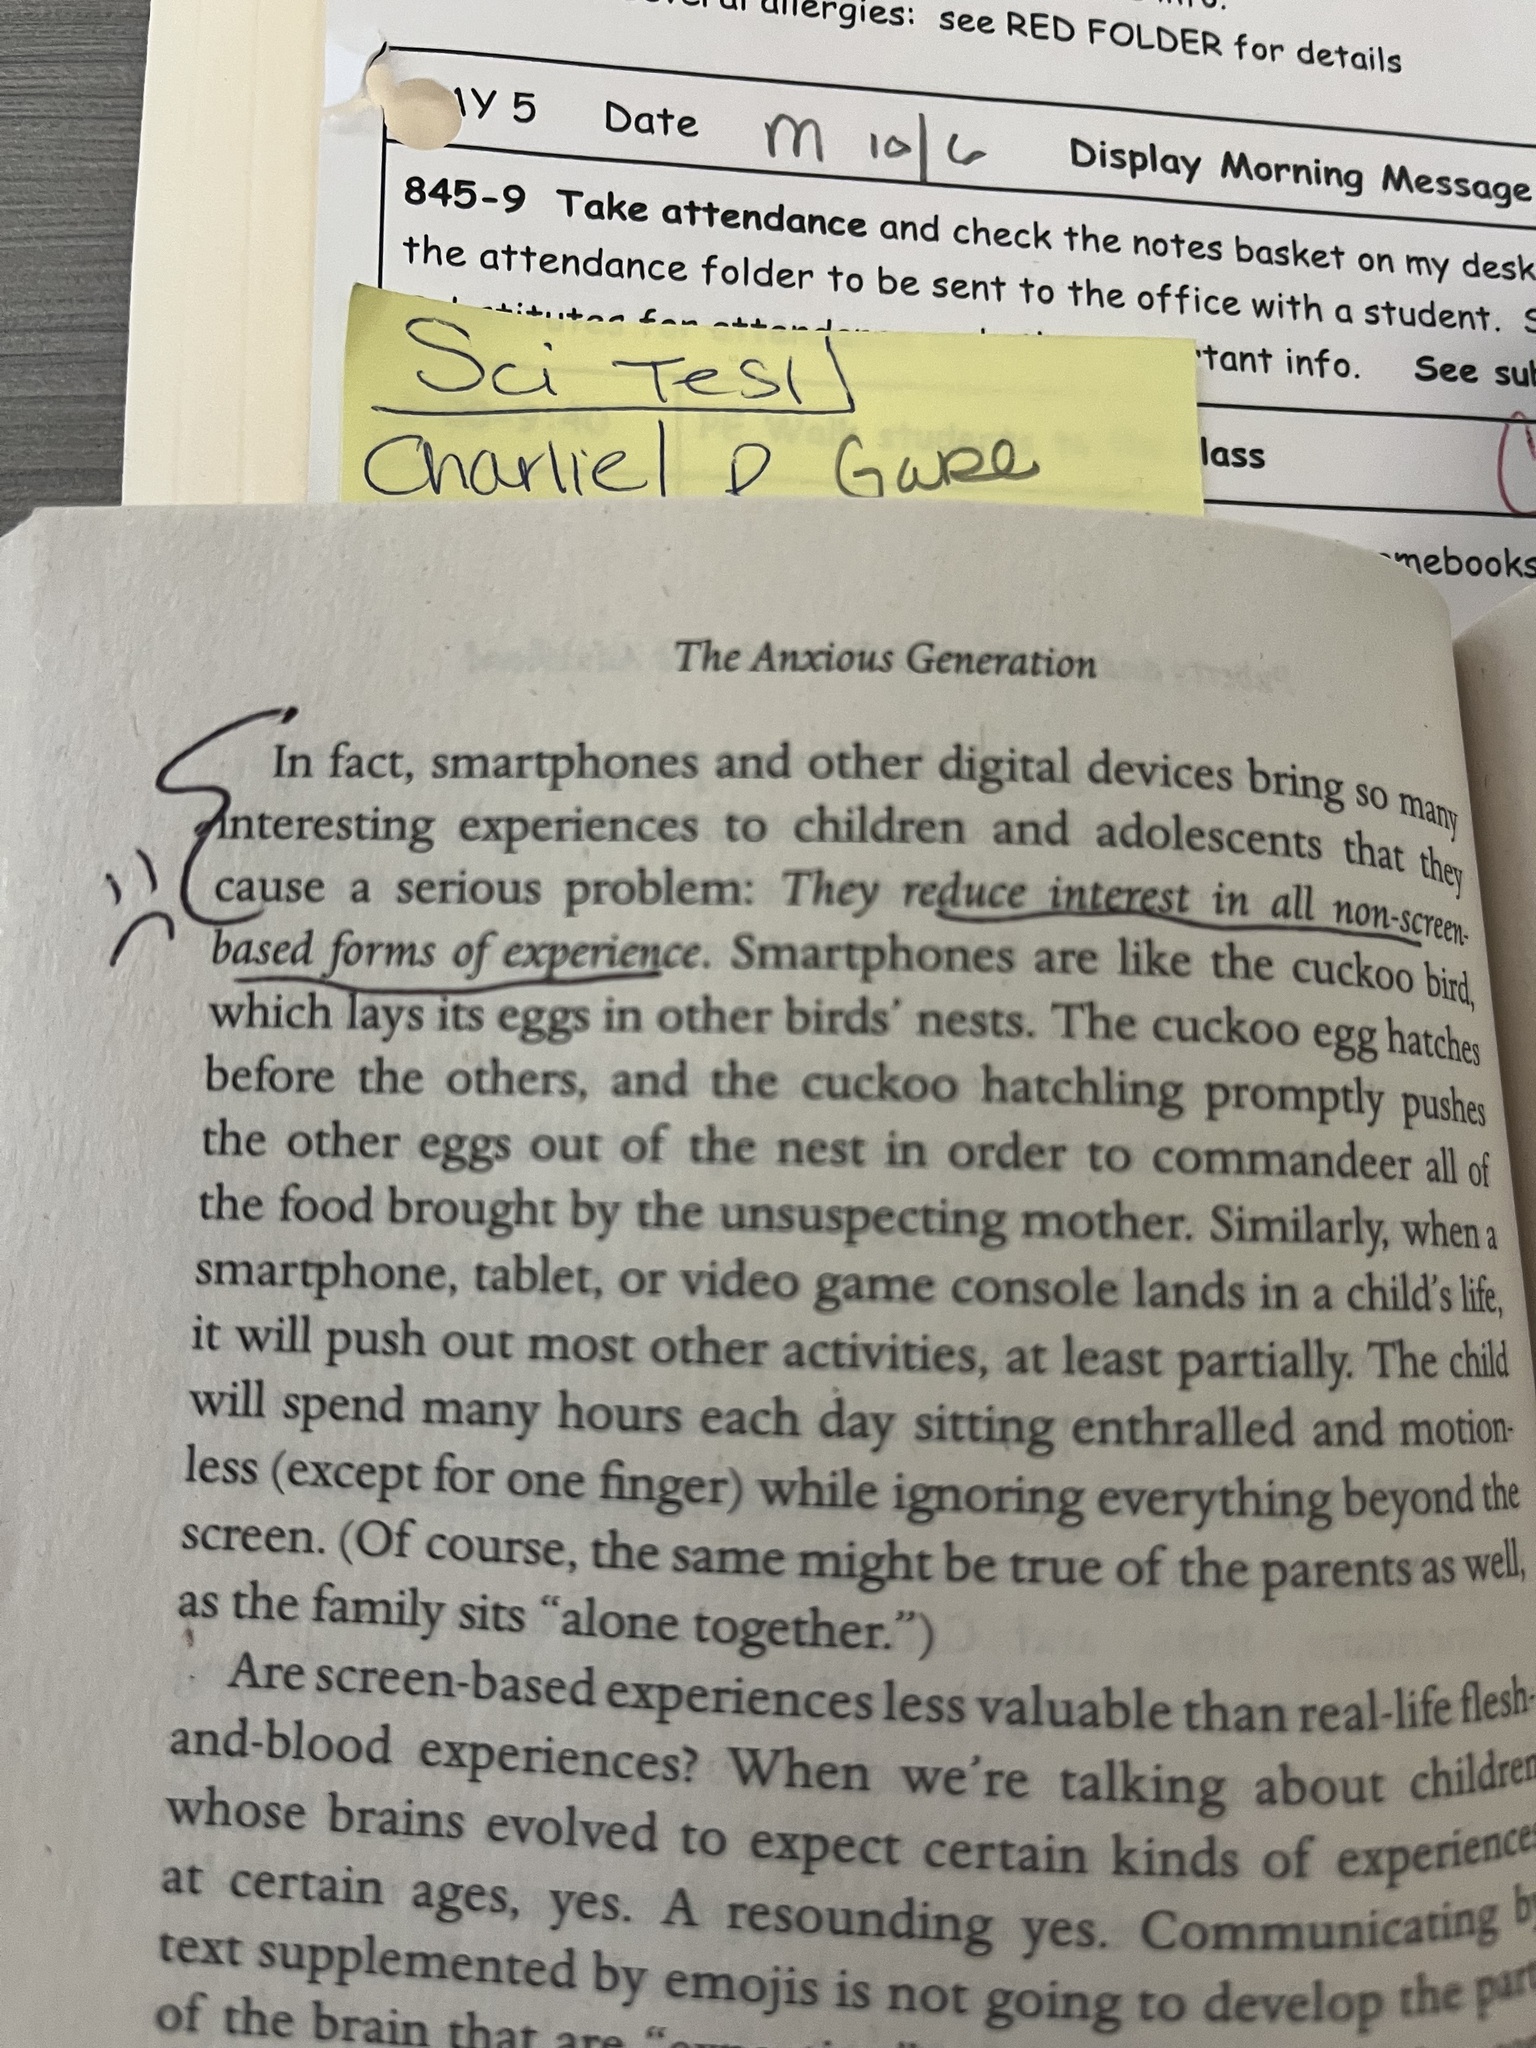 allergies: see RED FOLDER for details
5 Date M 10/6 Display Morning Message
845-9 Take attendance and check the notes basket on my desk
the attendance folder to be sent to the office with a student.
info. See
Sci Test
Charlie D
The Anxious Generation
In fact, smartphones and other digital devices bring so many
interesting experiences to children and adolescents that they
cause a serious problem: They reduce interest in all non-screen-
based forms of experience. Smartphones are like the cuckoo bird,
which lays its eggs in other birds’ nests. The cuckoo egg hatches
before the others, and the cuckoo hatchling promptly pushes
the other eggs out of the nest in order to commandeer all of
the food brought by the unsuspecting mother. Similarly, when a
smartphone, tablet, or video game console lands in a child’s life,
it will push out most other activities, at least partially. The child
will spend many hours each day sitting enthralled and motion-
less (except for one finger) while ignoring everything beyond the
screen. (Of course, the same might be true of the parents as well,
as the family sits “alone together.”)
Are screen-based experiences less valuable than real-life flesh-
and-blood experiences? When we’re talking about children
whose brains evolved to expect certain kinds of experiences
at certain ages, yes. A resounding yes. Communicating by
text supplemented by emojis is not going to develop the
of the brain that are